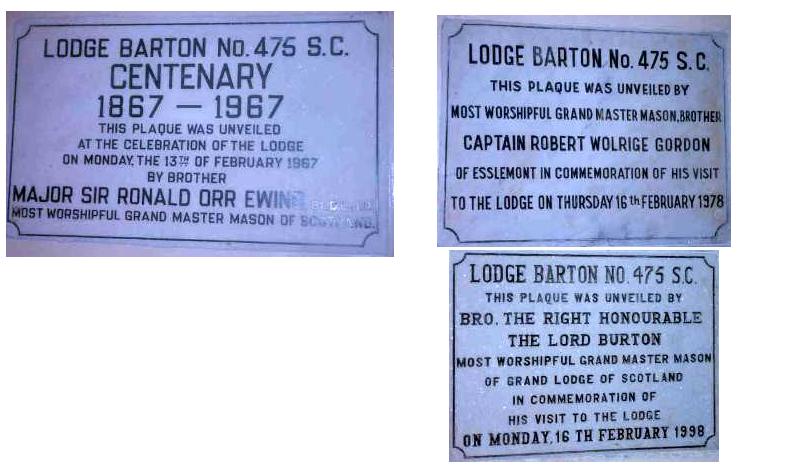 LODGE BARTON No. 475 S.C.
CENTENARY
1867 — 1967
THIS PLAQUE WAS UNVEILED
AT THE CELEBRATION OF THE LODGE
ON MONDAY, THE 13TH OF FEBRUARY 1967
BY BROTHER
MAJOR SIR RONALD ORR EWING
MOST WORSHIPFUL GRAND MASTER MASON OF SCOTLAND.
LODGE BARTON No. 475 S.C.
THIS PLAQUE WAS UNVEILED BY
MOST WORSHIPFUL GRAND MASTER MASON, BROTHER
CAPTAIN ROBERT WOLRIGE GORDON
OF ESSLEMONT IN COMMEMORATION OF HIS VISIT
TO THE LODGE ON THURSDAY 16th FEBRUARY 1978
LODGE BARTON NO. 475 S.C.
THIS PLAQUE WAS UNVEILED BY
BRO. THE RIGHT HONOURABLE
THE LORD BURTON
MOST WORSHIPFUL GRAND MASTER MASON
OF GRAND LODGE OF SCOTLAND
IN COMMEMORATION OF
HIS VISIT TO THE LODGE
ON MONDAY, 16 TH FEBRUARY 1998